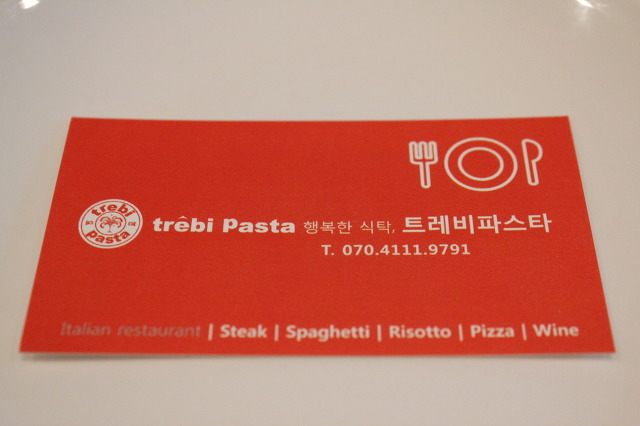 trebi
pasta
trêbi Pasta 행복한 식탁, 트레비파스타
T. 070.4111.9791
Italian restaurant | Steak | Spaghetti | Risotto | Pizza | Wine